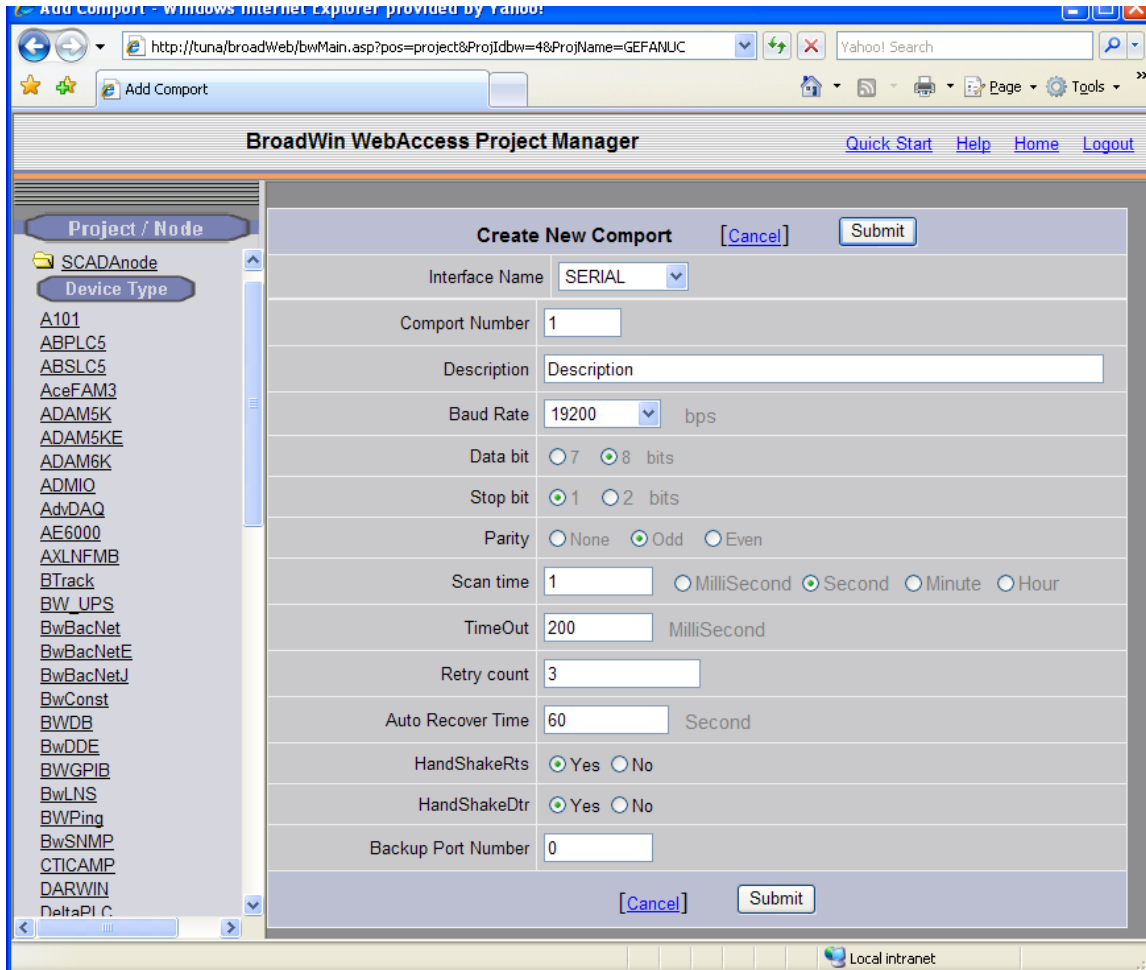 Add Comport - Windows Internet Explorer provided by Yahoo!
http://tuna/broadWeb/bwMain.asp?pos=project&ProjIdbw=4&ProjName=GEFANUC
Yahoo! Search
Add Comport
Page
Tools
»
BroadWin WebAccess Project Manager
Quick Start Help Home Logout
Project / Node
SCADAnode
Device Type
A101
ABPLC5
ABSLC5
AceFAM3
ADAM5K
ADAM5KE
ADAM6K
ADMIO
AdvDAQ
AE6000
AXLNFMB
BTrack
BW_UPS
BwBacNet
BwBacNetE
BwBacNetJ
BwConst
BWDB
BwDDE
BWGPIB
BwLNS
BWPing
BwSNMP
CTICAMP
DARWIN
DeltaPLC
Create New Comport [Cancel] Submit
Interface Name SERIAL
Comport Number 1
Description Description
Baud Rate 19200 bps
Data bit 7 8 bits
Stop bit 1 2 bits
Parity None Odd Even
Scan time 1 MilliSecond Second Minute Hour
TimeOut 200 MilliSecond
Retry count 3
Auto Recover Time 60 Second
HandShakeRts Yes No
HandShakeDtr Yes No
Backup Port Number 0
[Cancel] Submit
Local intranet